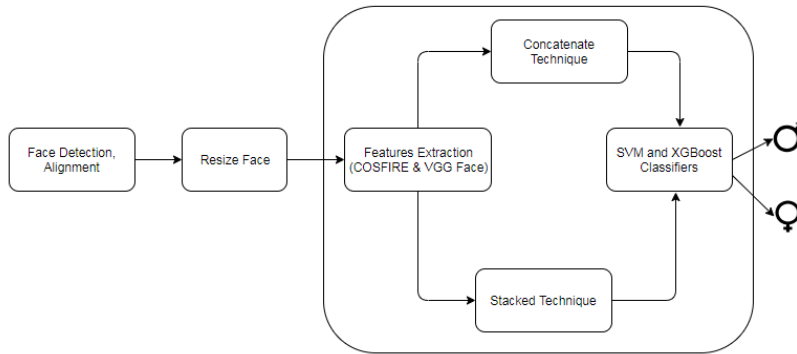 Concatenate
Technique
Face Detection,
Alignment
Resize Face
Features Extraction
(COSFIRE & VGG Face)
SVM and XGBoost
Classifiers
Stacked Technique